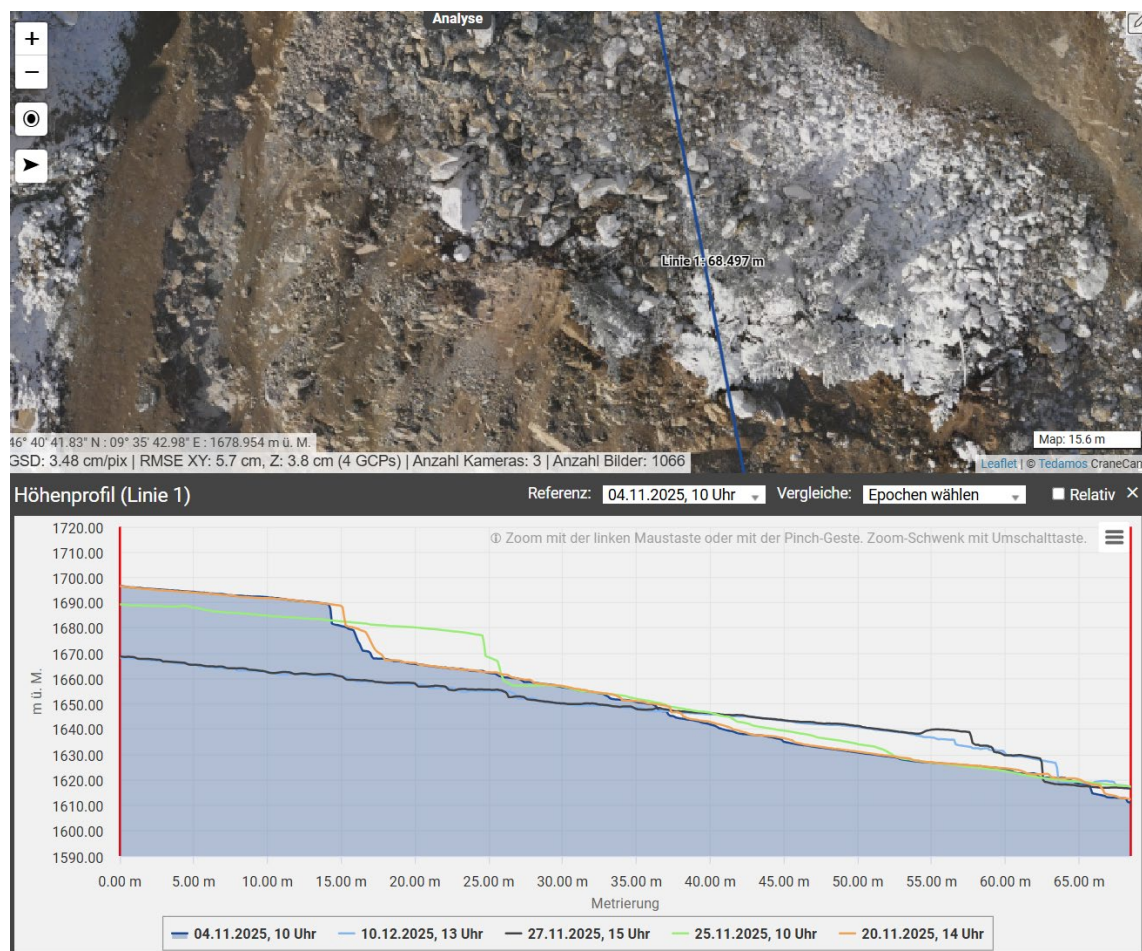 Analyse
+
−
Linie 1: 68.497 m
46° 40' 41.83" N : 09° 35' 42.98" E : 1678.954 m ü. M.
Map: 15.6 m
GSD: 3.48 cm/pix | RMSE XY: 5.7 cm, Z: 3.8 cm (4 GCPs) | Anzahl Kameras: 3 | Anzahl Bilder: 1066
Leaflet | © Tedamos CraneCam
Höhenprofil (Linie 1)
Referenz: 04.11.2025, 10 Uhr
Vergleiche: Epochen wählen
Relativ ×
Zoom mit der linken Maustaste oder mit der Pinch-Geste. Zoom-Schwenk mit Umschalttaste.
m ü. M.
1720.00
1710.00
1700.00
1690.00
1680.00
1670.00
1660.00
1650.00
1640.00
1630.00
1620.00
1610.00
1600.00
1590.00
0.00 m 5.00 m 10.00 m 15.00 m 20.00 m 25.00 m 30.00 m 35.00 m 40.00 m 45.00 m 50.00 m 55.00 m 60.00 m 65.00 m
Metrierung
04.11.2025, 10 Uhr 10.12.2025, 13 Uhr 27.11.2025, 15 Uhr 25.11.2025, 10 Uhr 20.11.2025, 14 Uhr